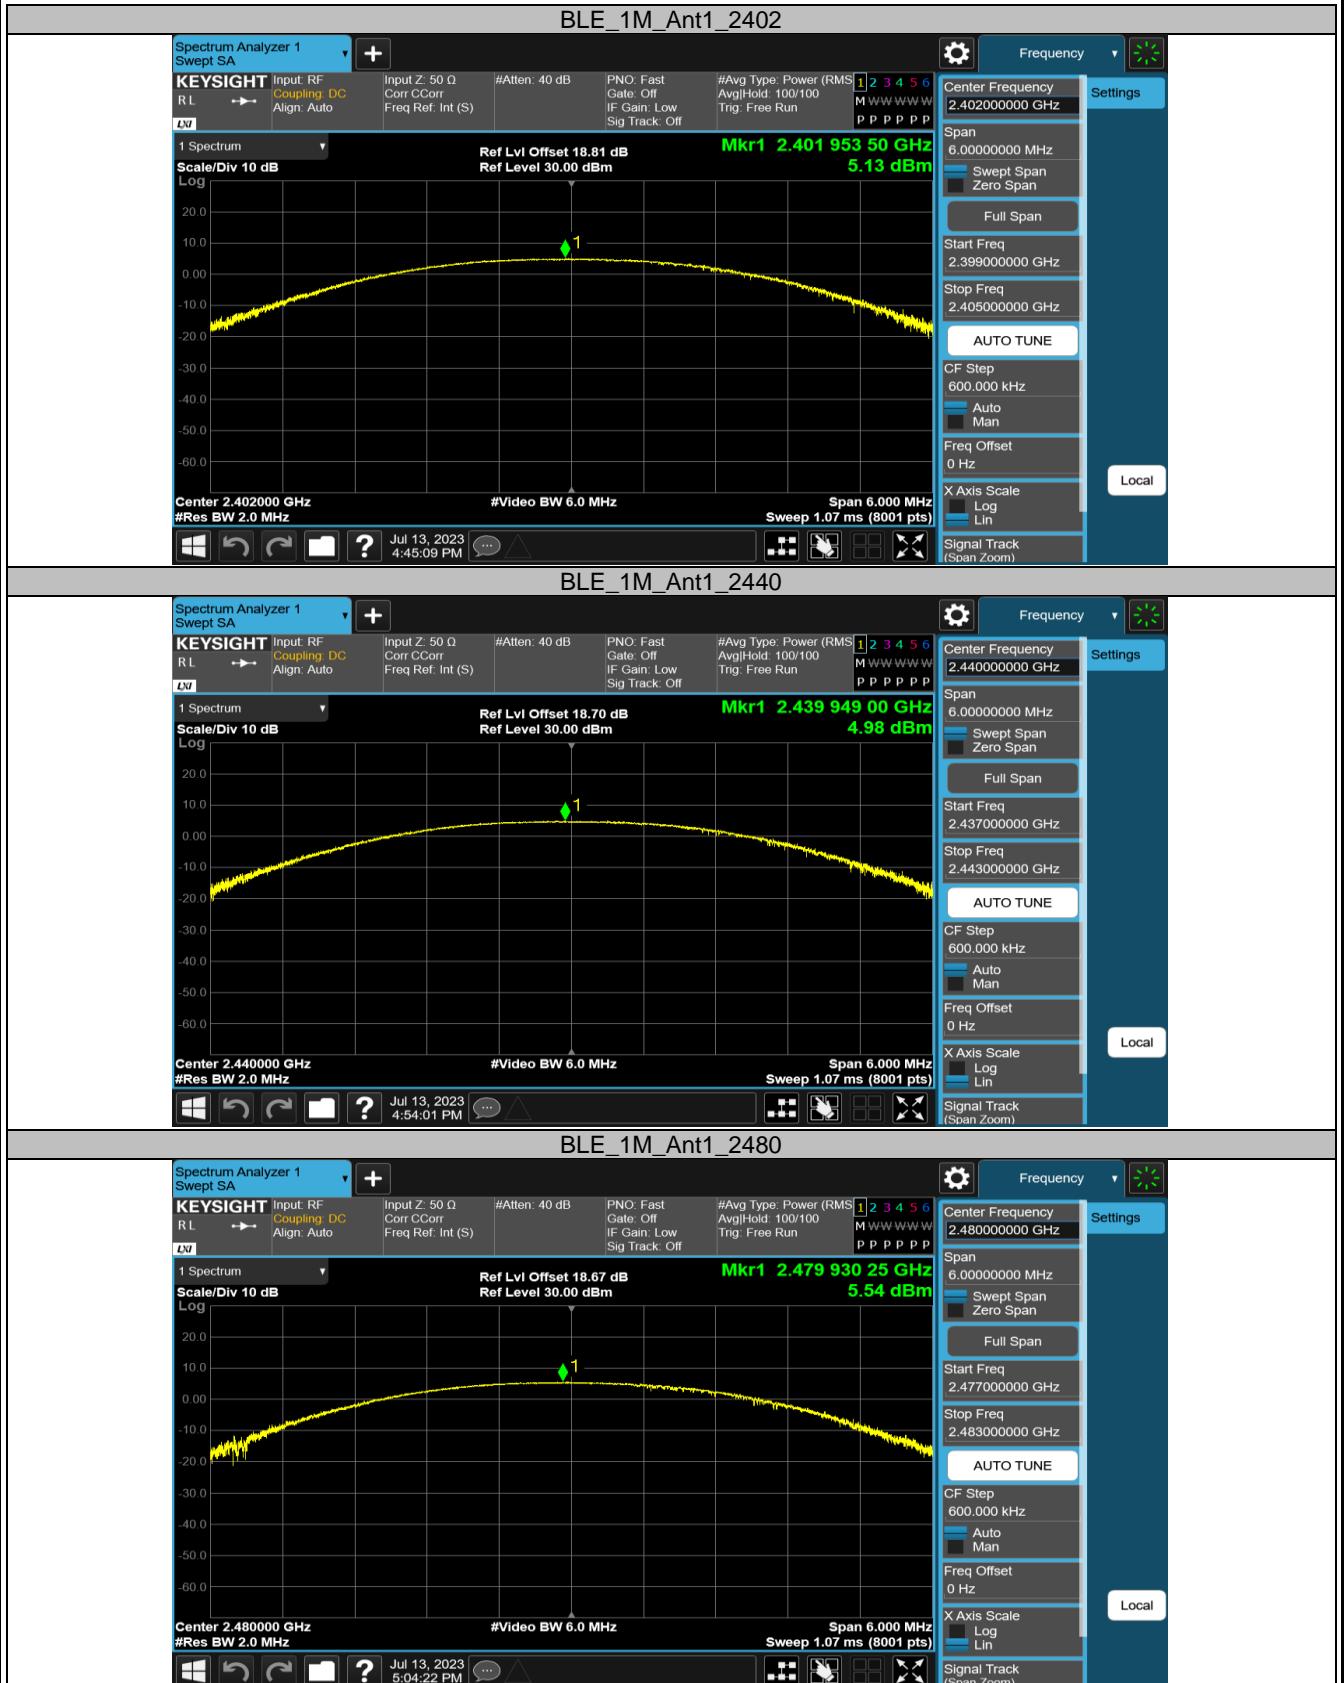 BLE_1M_Ant1_2402
Spectrum Analyzer 1
Swept SA
Frequency
KEYSIGHT
R L
LXI
Input: RF
Coupling: DC
Align: Auto
Input Z: 50 Ω
Corr CCorr
Freq Ref: Int (S)
#Atten: 40 dB
PNO: Fast
Gate: Off
IF Gain: Low
Sig Track: Off
#Avg Type: Power (RMS
Avg|Hold: 100/100
Trig: Free Run
1 2 3 4 5 6
M W W W W W
P P P P P P
1 Spectrum
Scale/Div 10 dB
Ref Lvl Offset 18.81 dB
Ref Level 30.00 dBm
Mkr1 2.401 953 50 GHz
5.13 dBm
Log
20.0
10.0
0.00
-10.0
-20.0
-30.0
-40.0
-50.0
-60.0
1
Center 2.402000 GHz
#Res BW 2.0 MHz
#Video BW 6.0 MHz
Span 6.000 MHz
Sweep 1.07 ms (8001 pts)
Jul 13, 2023
4:45:09 PM
Center Frequency
2.402000000 GHz
Span
6.00000000 MHz
Swept Span
Zero Span
Full Span
Start Freq
2.399000000 GHz
Stop Freq
2.405000000 GHz
AUTO TUNE
CF Step
600.000 kHz
Auto
Man
Freq Offset
0 Hz
X Axis Scale
Log
Lin
Signal Track
(Span Zoom)
Settings
Local
BLE_1M_Ant1_2440
Spectrum Analyzer 1
Swept SA
Frequency
KEYSIGHT
R L
LXI
Input: RF
Coupling: DC
Align: Auto
Input Z: 50 Ω
Corr CCorr
Freq Ref: Int (S)
#Atten: 40 dB
PNO: Fast
Gate: Off
IF Gain: Low
Sig Track: Off
#Avg Type: Power (RMS
Avg|Hold: 100/100
Trig: Free Run
1 2 3 4 5 6
M W W W W W
P P P P P P
1 Spectrum
Scale/Div 10 dB
Ref Lvl Offset 18.70 dB
Ref Level 30.00 dBm
Mkr1 2.439 949 00 GHz
4.98 dBm
Log
20.0
10.0
0.00
-10.0
-20.0
-30.0
-40.0
-50.0
-60.0
1
Center 2.440000 GHz
#Res BW 2.0 MHz
#Video BW 6.0 MHz
Span 6.000 MHz
Sweep 1.07 ms (8001 pts)
Jul 13, 2023
4:54:01 PM
Center Frequency
2.440000000 GHz
Span
6.00000000 MHz
Swept Span
Zero Span
Full Span
Start Freq
2.437000000 GHz
Stop Freq
2.443000000 GHz
AUTO TUNE
CF Step
600.000 kHz
Auto
Man
Freq Offset
0 Hz
X Axis Scale
Log
Lin
Signal Track
(Span Zoom)
Settings
Local
BLE_1M_Ant1_2480
Spectrum Analyzer 1
Swept SA
Frequency
KEYSIGHT
R L
LXI
Input: RF
Coupling: DC
Align: Auto
Input Z: 50 Ω
Corr CCorr
Freq Ref: Int (S)
#Atten: 40 dB
PNO: Fast
Gate: Off
IF Gain: Low
Sig Track: Off
#Avg Type: Power (RMS
Avg|Hold: 100/100
Trig: Free Run
1 2 3 4 5 6
M W W W W W
P P P P P P
1 Spectrum
Scale/Div 10 dB
Ref Lvl Offset 18.67 dB
Ref Level 30.00 dBm
Mkr1 2.479 930 25 GHz
5.54 dBm
Log
20.0
10.0
0.00
-10.0
-20.0
-30.0
-40.0
-50.0
-60.0
1
Center 2.480000 GHz
#Res BW 2.0 MHz
#Video BW 6.0 MHz
Span 6.000 MHz
Sweep 1.07 ms (8001 pts)
Jul 13, 2023
5:04:22 PM
Center Frequency
2.480000000 GHz
Span
6.00000000 MHz
Swept Span
Zero Span
Full Span
Start Freq
2.477000000 GHz
Stop Freq
2.483000000 GHz
AUTO TUNE
CF Step
600.000 kHz
Auto
Man
Freq Offset
0 Hz
X Axis Scale
Log
Lin
Signal Track
(Span Zoom)
Settings
Local